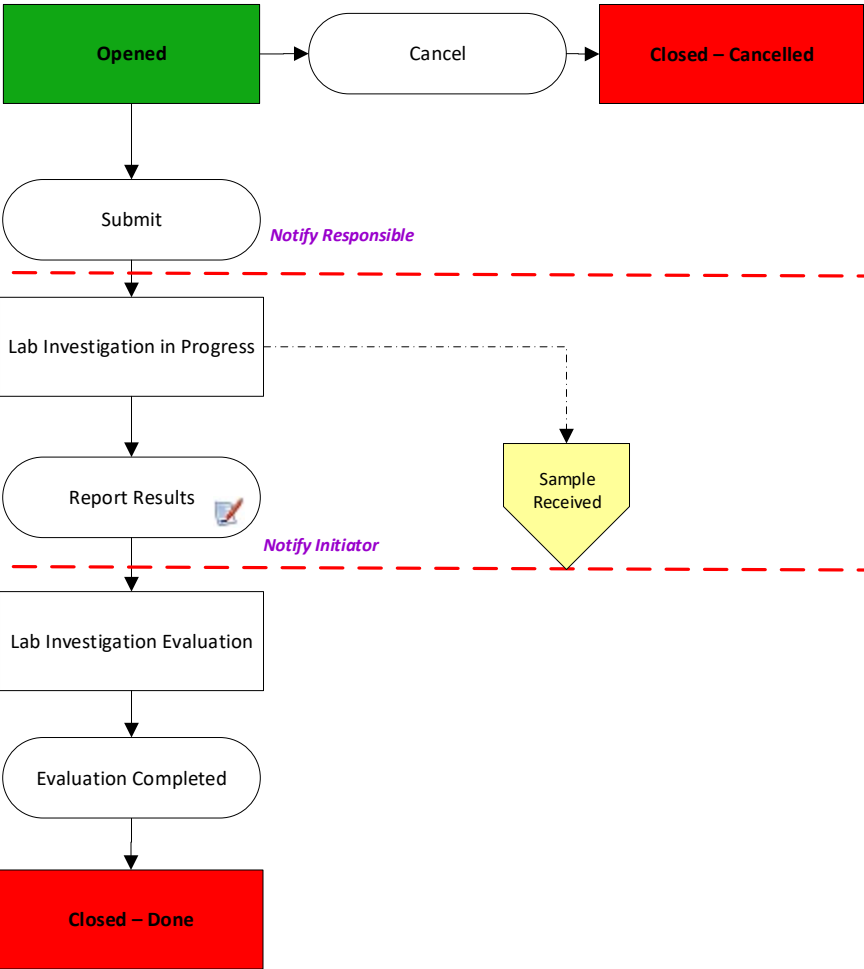 Opened
Cancel
Closed – Cancelled
Submit
Notify Responsible
Lab Investigation in Progress
Sample
Received
Report Results
Notify Initiator
Lab Investigation Evaluation
Evaluation Completed
Closed – Done